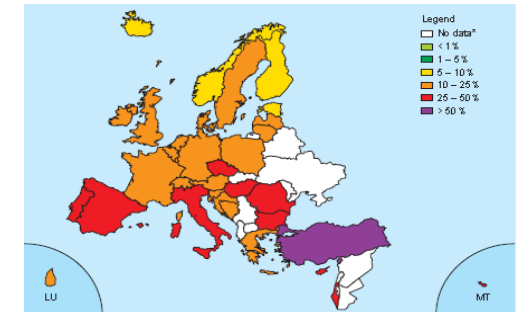 Legend
No data*
< 1 %
1 – 5 %
5 – 10 %
10 – 25 %
25 – 50 %
> 50 %
LU
MT